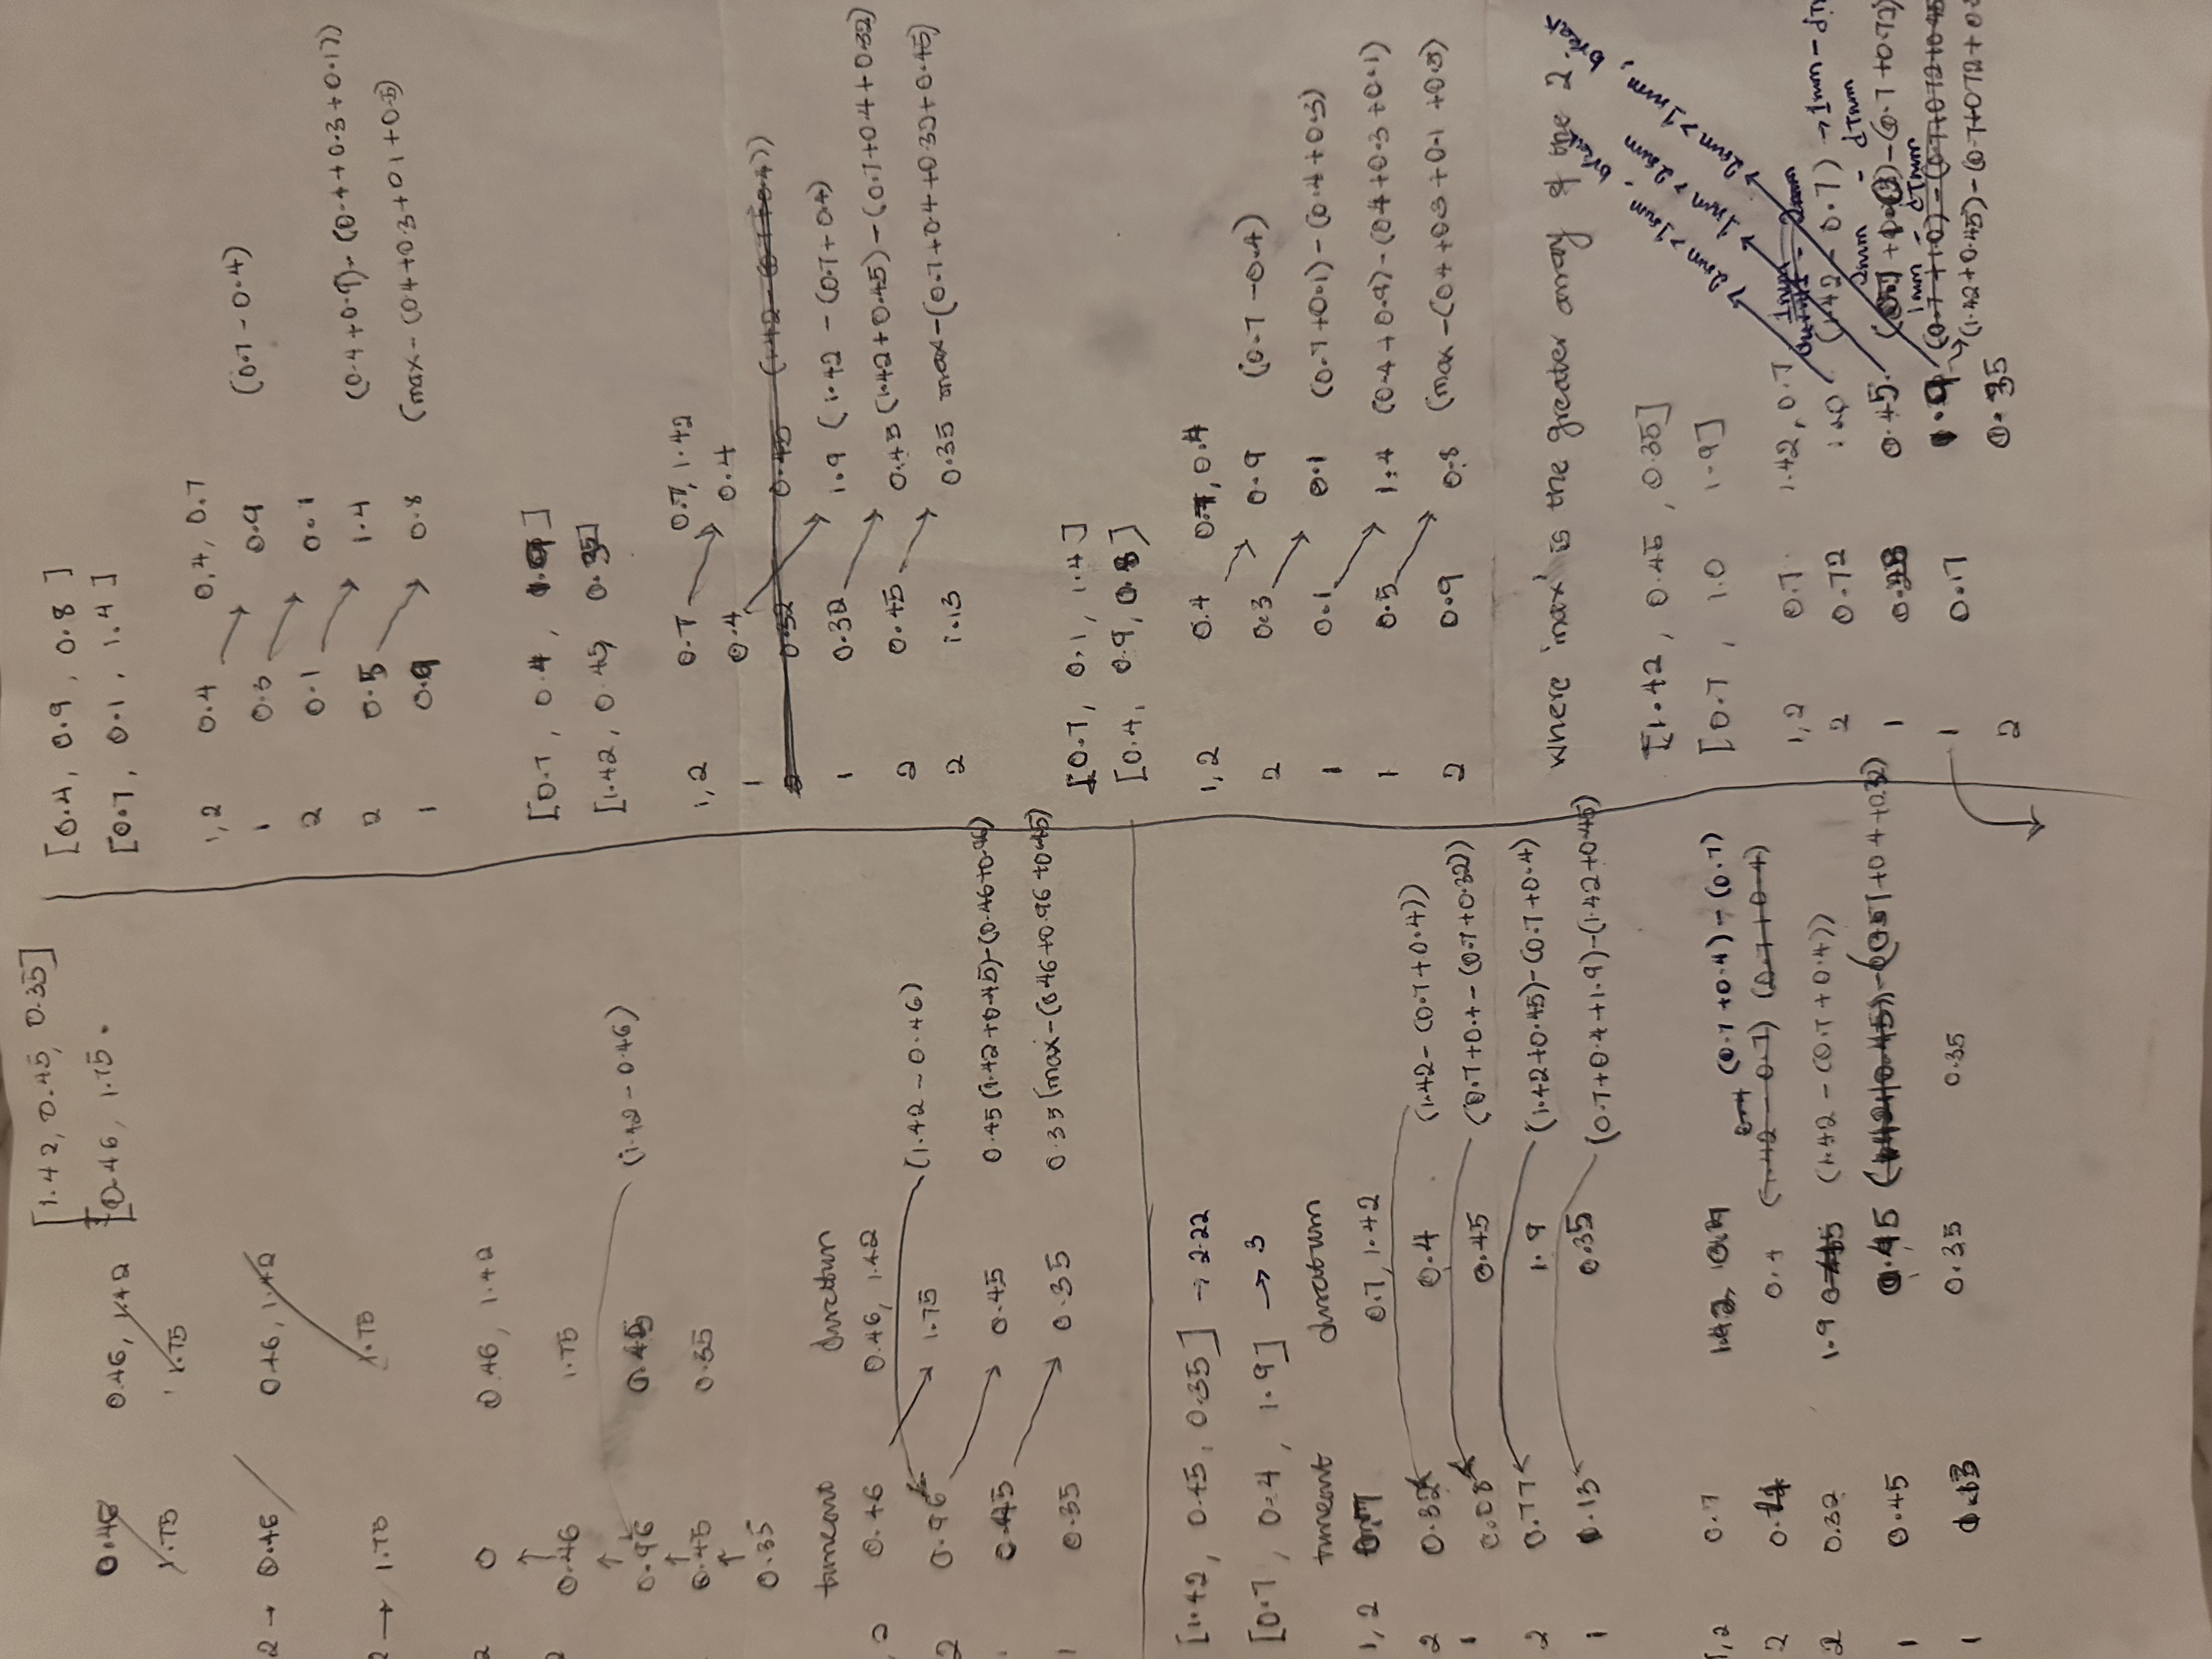 [1.42, 0.45, 0.35]
[0.46, 1.75.
0.46
0.46, 1.42
1.75
1.75
2 → 0.46
0.46, 1.42
2 → 1.75
1.75
2 0 0.46, 1.42
↑
2 0.46 1.75
↑
0.96 0.45 (1.42 - 0.46)
↑
0.45 0.35
↑
0.35
timeout duration
, 2 0.46 0.46, 1.42
2 0.96 1.75 (1.42 - 0.46)
0.45 0.45 0.45 (1.42+0.45)-(0.46+0.96)
1 0.35 0.35 0.35 (max-(0.46+0.96+0.45)
[1.42, 0.45, 0.35] → 2.22
[0.7, 0.4, 1.9] → 3
timeout duration
1, 2 0.7 0.7, 1.42
2 0.32 0.4 (1.42-(0.7+0.4))
1 0.08 0.45 (0.7+0.4-(0.7+0.32))
2 0.77 1.9 (1.42+0.45)-(0.7+0.4)
1 1.13 0.35 (0.7+0.4+1.9)-(1.42+0.45)
1,2 0.7 1.42, 0.7 (0.7+0.4)-(0.7)
2 0.4 0.4 (1.42-0.7) (0.7+0.4)
2 0.32 1.9 0.45 (1.42-(0.7+0.4))
1 0.45 0.45 (1.42+0.45)-(0.7+0.4+0.32)
1 1.13 0.35 0.35
[0.4, 0.9, 0.8]
[0.7, 0.1, 1.4]
1,2 0.4 0.4, 0.7
1 0.3 0.9 (0.7-0.4)
2 0.1 0.1
2 0.5 1.4 (0.4+0.9)-(0.4+0.3+0.1))
1 0.9 0.8 (max-(0.4+0.3+0.1+0.5)
[0.7, 0.4, 1.9]
[1.42, 0.45, 0.35]
1,2 0.7 0.7, 1.42
1 0.4 0.4
2 0.32 0.45 (1.42-(0.7+0.4))
1 0.32 1.9 (1.42-(0.7+0.4)
2 0.45 0.45 (1.42+0.45)-(0.7+0.4+0.32)
2 1.13 0.35 max-(0.7+0.4+0.32+0.45)
[0.7, 0.1, 1.4]
[0.4, 0.9, 0.8]
1,2 0.4 0.7, 0.4
2 0.3 0.9 (0.7-0.4)
1 0.1 0.1 (0.7+0.1)-(0.4+0.3)
1 0.5 1.4 (0.4+0.9)-(0.4+0.3+0.1)
2 0.9 0.8 (max-(0.4+0.3+0.1+0.5)
where 'max' is the greater array of the 2.
2sum > 1sum - break
1sum > 2sum
2sum > 1sum, break
[1.42, 0.45, 0.35]
[0.7, 1.0 1.9]
1,2 0.7 1.42, 0.7
1sum
2sum
2 0.72 1.0 (1.42-0.7) → 1sum - dT
2sum - dTsum
1 0.28 0.45 -(0.7+0.72)
1sum - dTsum
1 0.17 1.9 (0.7+1.0)-(0.7+0.72+0.45
(1.42+0.45)-(0.7+0.72+0.
2 0.35